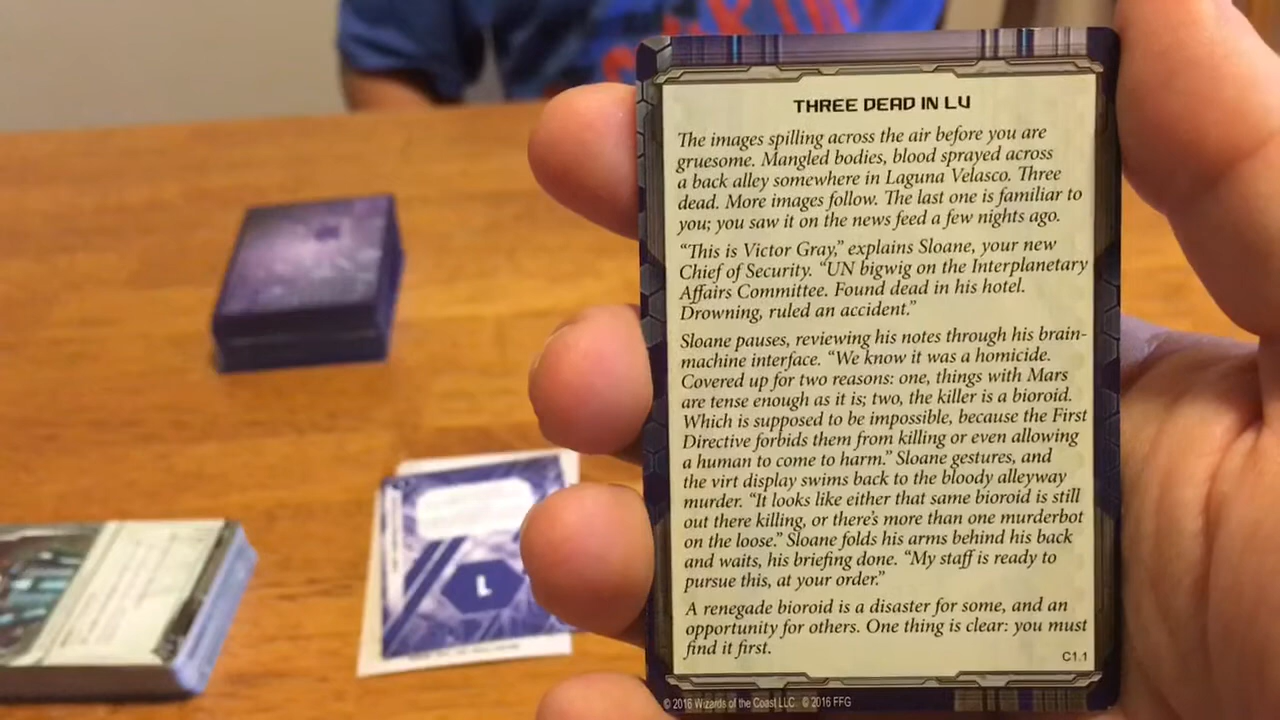 THREE DEAD IN LV
The images spilling across the air before you are
gruesome. Mangled bodies, blood sprayed across
a back alley somewhere in Laguna Velasco. Three
dead. More images follow. The last one is familiar to
you; you saw it on the news feed a few nights ago.
“This is Victor Gray,” explains Sloane, your new
Chief of Security. “UN bigwig on the Interplanetary
Affairs Committee. Found dead in his hotel.
Drowning, ruled an accident.”
Sloane pauses, reviewing his notes through his brain-
machine interface. “We know it was a homicide.
Covered up for two reasons: one, things with Mars
are tense enough as it is; two, the killer is a bioroid.
Which is supposed to be impossible, because the First
Directive forbids them from killing or even allowing
a human to come to harm.” Sloane gestures, and
the virt display swims back to the bloody alleyway
murder. “It looks like either that same bioroid is still
out there killing, or there’s more than one murderbot
on the loose.” Sloane folds his arms behind his back
and waits, his briefing done. “My staff is ready to
pursue this, at your order.”
A renegade bioroid is a disaster for some, and an
opportunity for others. One thing is clear: you must
find it first.
C1.1
© 2016 Wizards of the Coast LLC © 2016 FFG